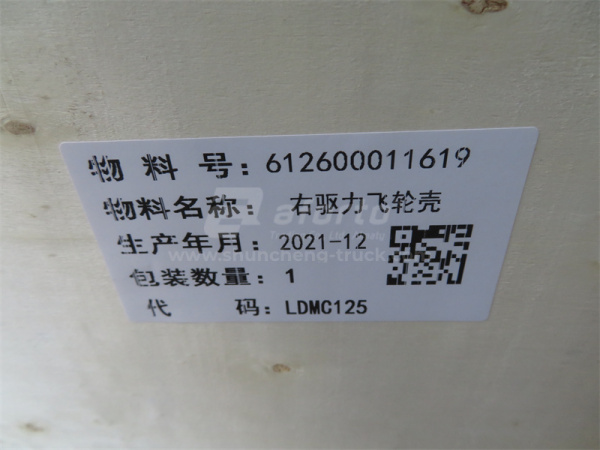 物料号：612600011619
物料名称：右驱力飞轮壳
生产年月：2021-12
包装数量：1
代码：LDMC125